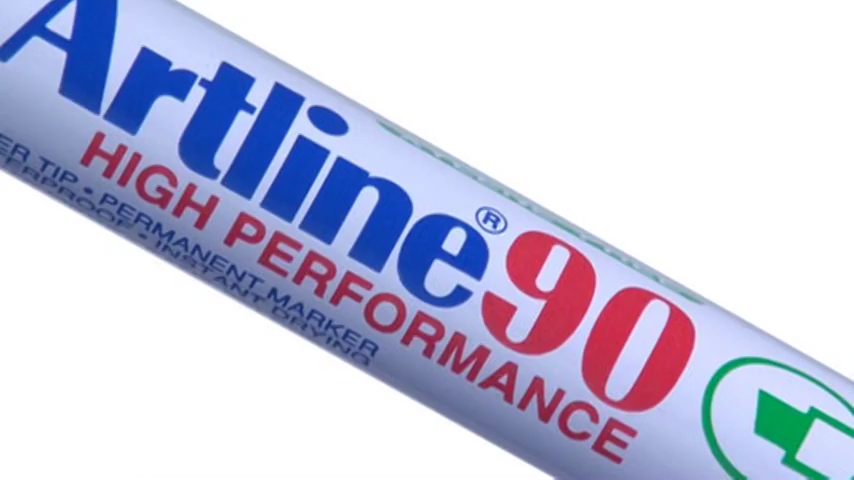 Artline® 90
HIGH PERFORMANCE
ER TIP • PERMANENT MARKER
ERPROOF • INSTANT DRYING